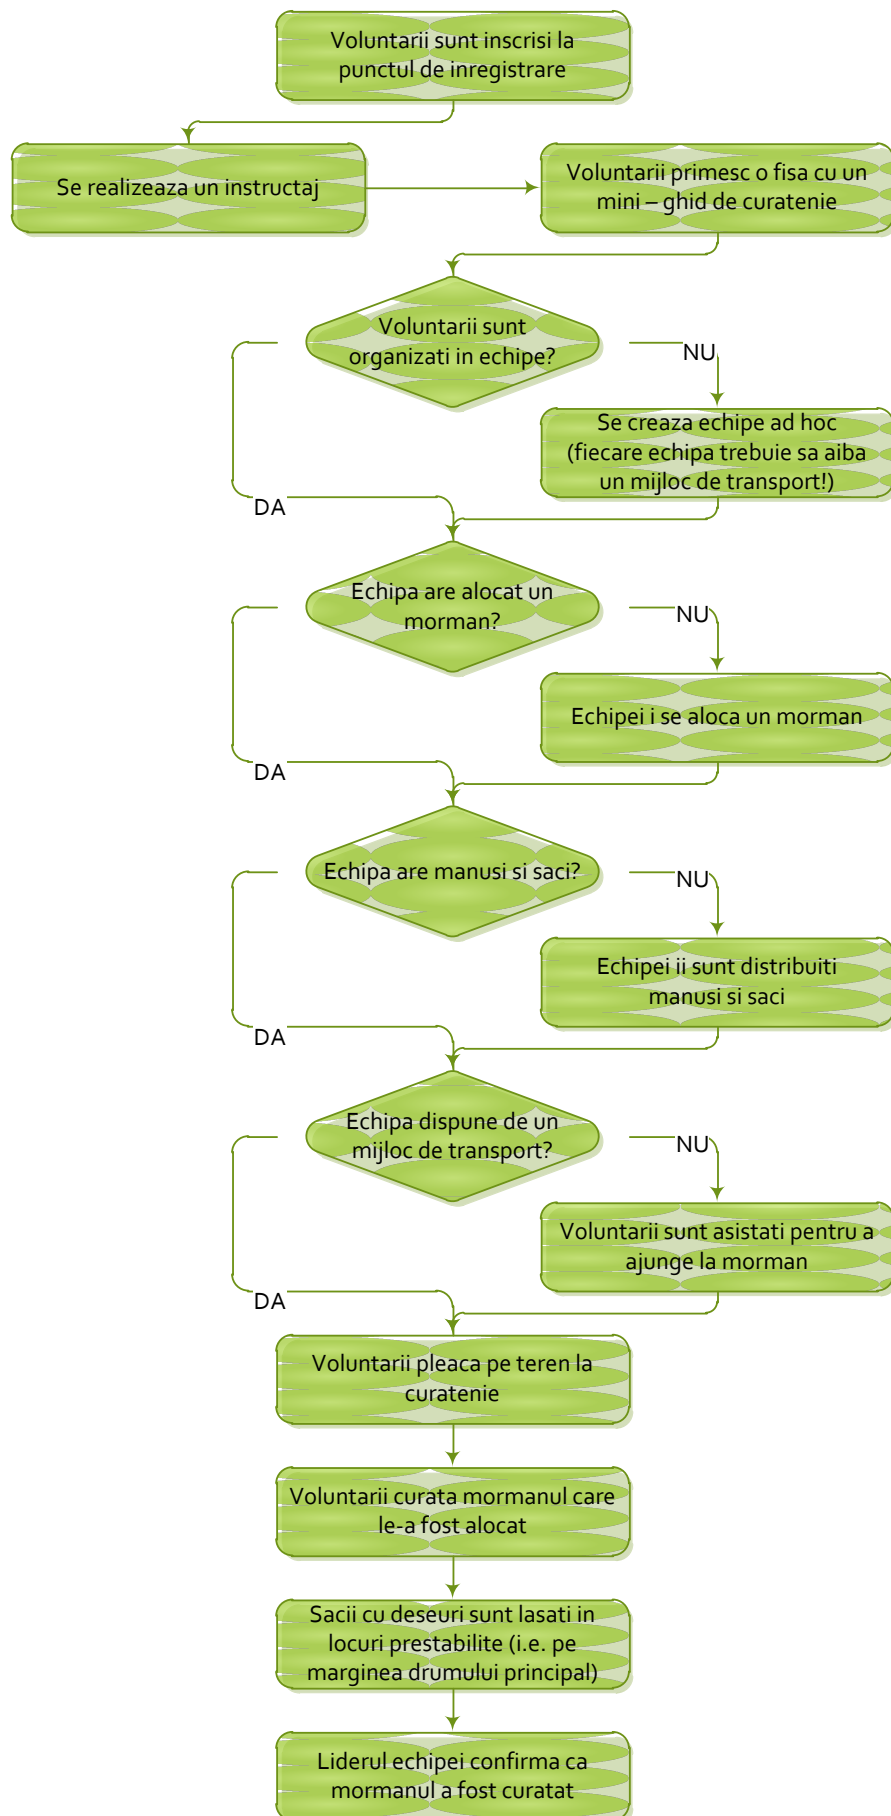 Voluntarii sunt inscrisi la
punctul de inregistrare
Se realizeaza un instructaj
Voluntarii primesc o fisa cu un
mini – ghid de curatenie
Voluntarii sunt
organizati in echipe?
NU
Se creaza echipe ad hoc
(fiecare echipa trebuie sa aiba
un mijloc de transport!)
DA
Echipa are alocat un
morman?
NU
Echipei i se aloca un morman
DA
Echipa are manusi si saci?
NU
Echipei ii sunt distribuiti
manusi si saci
DA
Echipa dispune de un
mijloc de transport?
NU
Voluntarii sunt asistati pentru a
ajunge la morman
DA
Voluntarii pleaca pe teren la
curatenie
Voluntarii curata mormanul care
le-a fost alocat
Sacii cu deseuri sunt lasati in
locuri prestabilite (i.e. pe
marginea drumului principal)
Liderul echipei confirma ca
mormanul a fost curatat